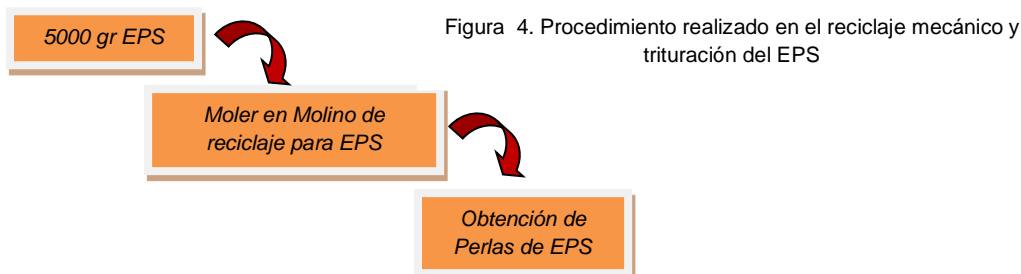 5000 gr EPS
Figura 4. Procedimiento realizado en el reciclaje mecánico y
trituración del EPS
Moler en Molino de
reciclaje para EPS
Obtención de
Perlas de EPS